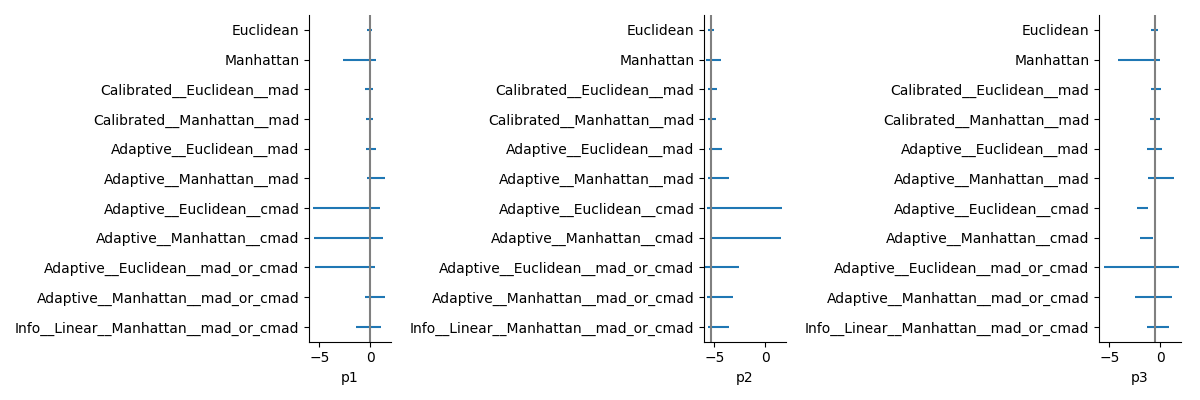 Euclidean
Manhattan
Calibrated__Euclidean__mad
Calibrated__Manhattan__mad
Adaptive__Euclidean__mad
Adaptive__Manhattan__mad
Adaptive__Euclidean__cmad
Adaptive__Manhattan__cmad
Adaptive__Euclidean__mad_or_cmad
Adaptive__Manhattan__mad_or_cmad
Info__Linear__Manhattan__mad_or_cmad
−5 0
p1
Euclidean
Manhattan
Calibrated__Euclidean__mad
Calibrated__Manhattan__mad
Adaptive__Euclidean__mad
Adaptive__Manhattan__mad
Adaptive__Euclidean__cmad
Adaptive__Manhattan__cmad
Adaptive__Euclidean__mad_or_cmad
Adaptive__Manhattan__mad_or_cmad
Info__Linear__Manhattan__mad_or_cmad
−5 0
p2
Euclidean
Manhattan
Calibrated__Euclidean__mad
Calibrated__Manhattan__mad
Adaptive__Euclidean__mad
Adaptive__Manhattan__mad
Adaptive__Euclidean__cmad
Adaptive__Manhattan__cmad
Adaptive__Euclidean__mad_or_cmad
Adaptive__Manhattan__mad_or_cmad
Info__Linear__Manhattan__mad_or_cmad
−5 0
p3